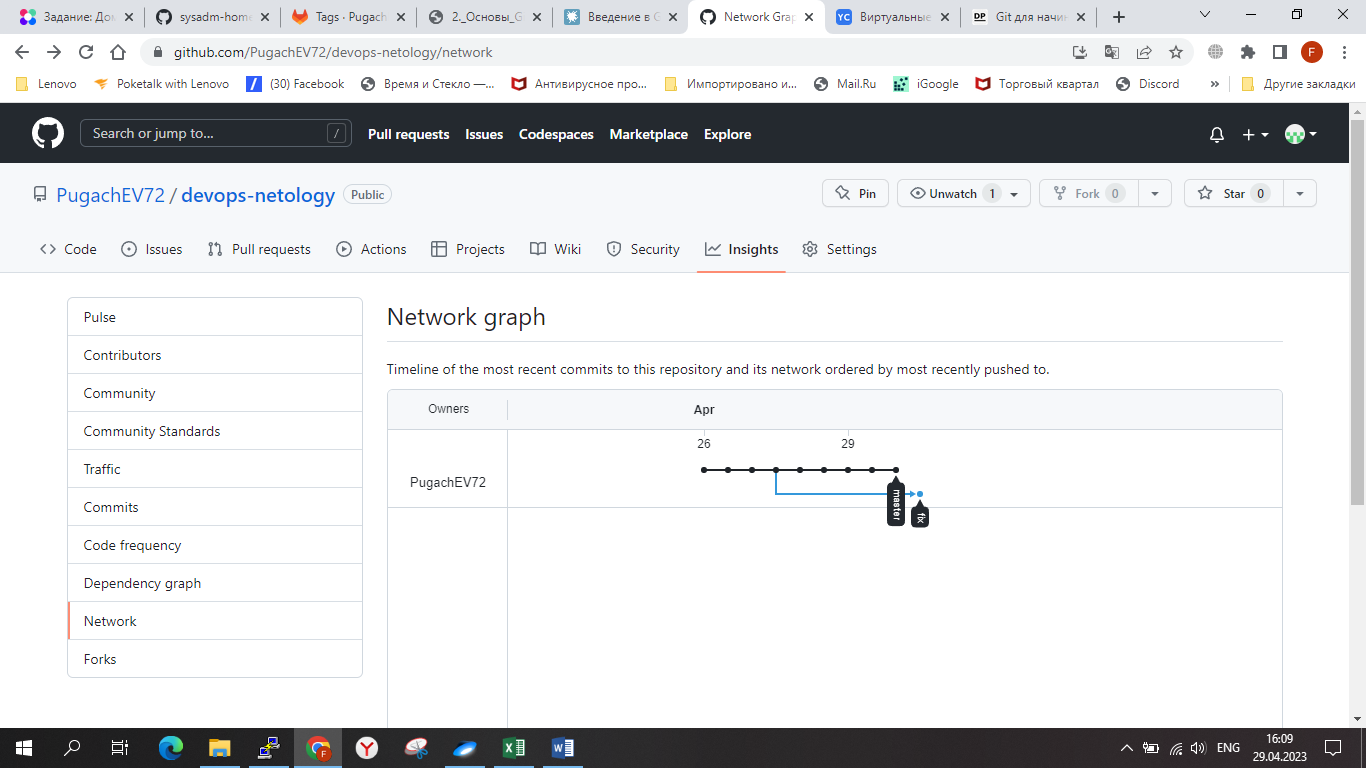 Задание: Дом
sysadm-home
Tags · Pugach
2._Основы_G
Введение в G
Network Grap
YC
Виртуальные
DP
Git для начин
github.com/PugachEV72/devops-netology/network
F
Lenovo
Poketalk with Lenovo
(30) Facebook
Время и Стекло —...
Антивирусное про...
Импортировано и...
Mail.Ru
iGoogle
Торговый квартал
Discord
»
Другие закладки
Search or jump to...
/
Pull requests
Issues
Codespaces
Marketplace
Explore
PugachEV72 / devops-netology
Public
Pin
Unwatch 1
Fork 0
Star 0
Code
Issues
Pull requests
Actions
Projects
Wiki
Security
Insights
Settings
Pulse
Contributors
Community
Community Standards
Traffic
Commits
Code frequency
Dependency graph
Network
Forks
Network graph
Timeline of the most recent commits to this repository and its network ordered by most recently pushed to.
Owners
Apr
26
29
PugachEV72
master
fix
F
ENG
16:09
29.04.2023